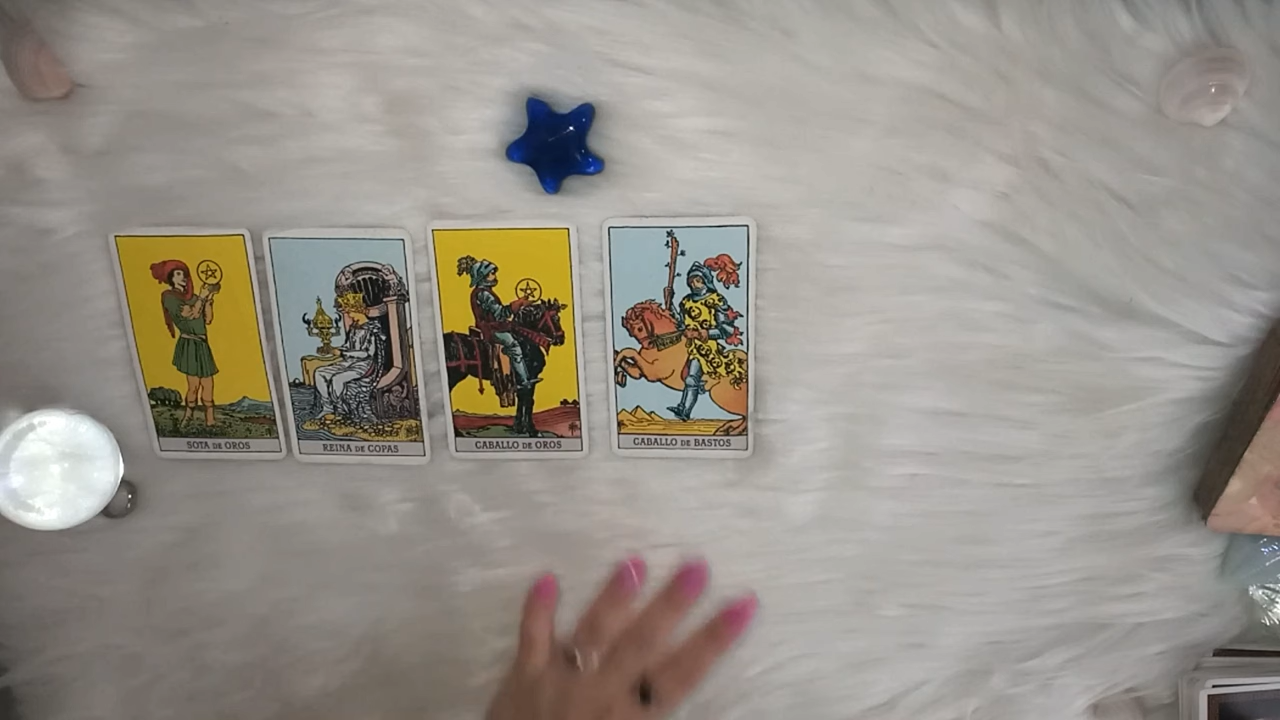 SOTA DE OROS
REINA DE COPAS
CABALLO DE OROS
CABALLO DE BASTOS